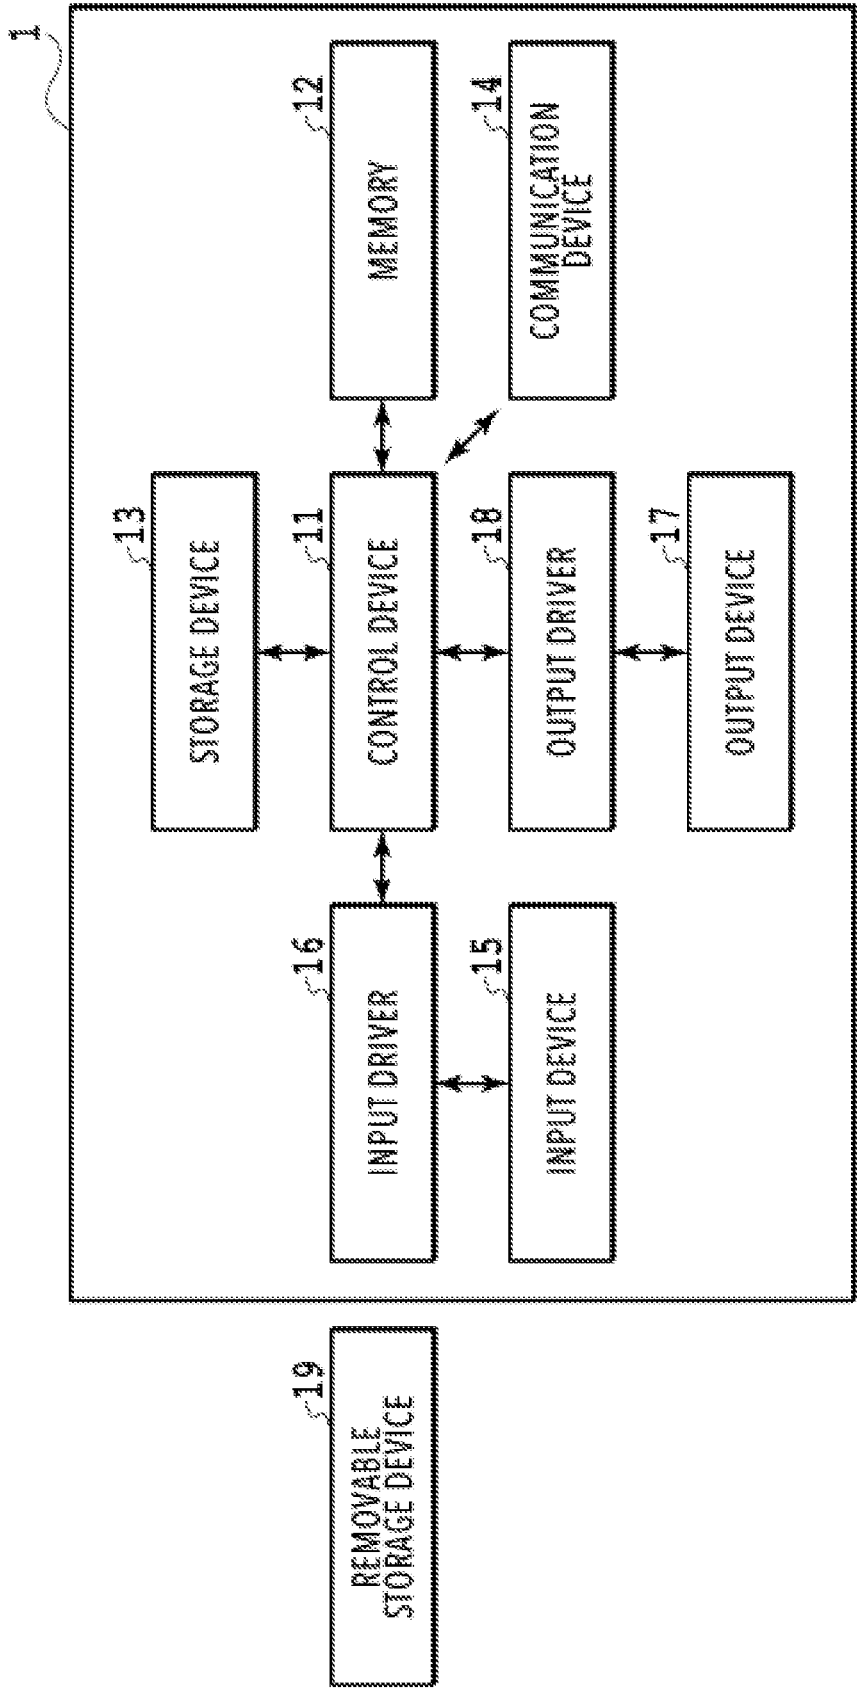 1
13
STORAGE DEVICE
19
REMOVABLE
STORAGE DEVICE
16
INPUT DRIVER
11
CONTROL DEVICE
12
MEMORY
15
INPUT DEVICE
18
OUTPUT DRIVER
14
COMMUNICATION
DEVICE
17
OUTPUT DEVICE